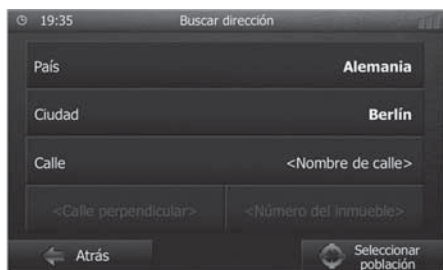 19:35 Buscar dirección
País Alemania
Ciudad Berlín
Calle <Nombre de calle>
<Calle perpendicular> <Número del inmueble>
Atrás Seleccionar
población